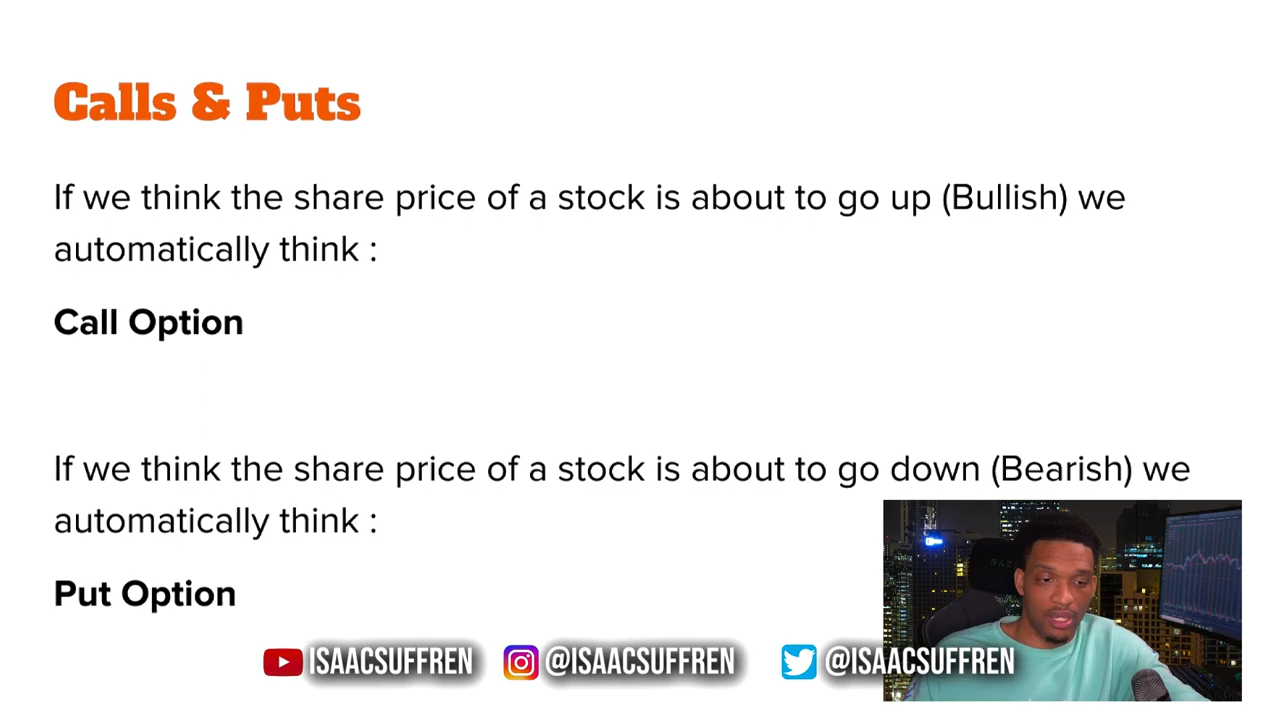 Calls & Puts
If we think the share price of a stock is about to go up (Bullish) we
automatically think :
Call Option
If we think the share price of a stock is about to go down (Bearish) we
automatically think :
Put Option
ISAACSUFFREN @ISAACSUFFREN @ISAACSUFFREN